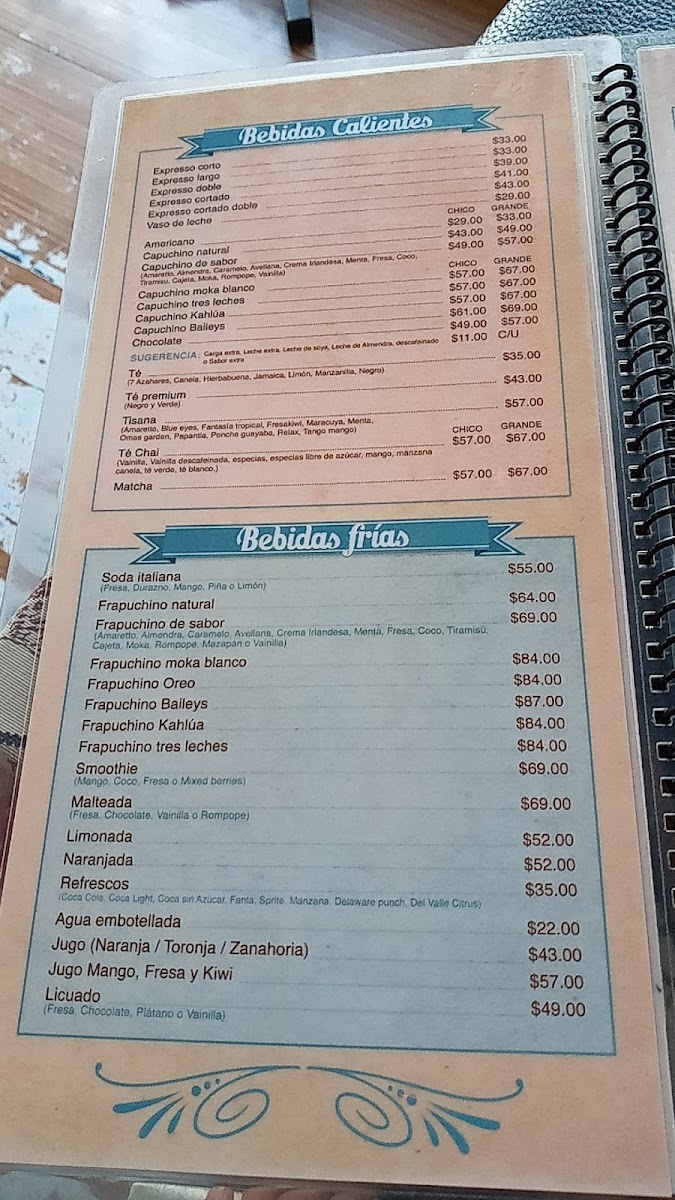 Bebidas Calientes
Expresso corto $33.00
Expresso largo $33.00
Expresso doble $39.00
Expresso cortado $41.00
Expresso cortado doble $43.00
Vaso de leche $29.00
CHICO GRANDE
Americano $29.00 $33.00
Capuchino natural $43.00 $49.00
Capuchino de sabor $49.00 $57.00
(Amaretto, Almendra, Caramelo, Avellana, Crema Irlandesa, Menta, Fresa, Coco,
Tiramisu, Cajeta, Moka, Rompope, Vainilla)
CHICO GRANDE
Capuchino moka blanco $57.00 $67.00
Capuchino tres leches $57.00 $67.00
Capuchino Kahlúa $57.00 $67.00
Capuchino Baileys $61.00 $69.00
Chocolate $49.00 $57.00
SUGERENCIA: Carga extra, Leche extra, Leche de soya, Leche de Almendra, descafeinado $11.00 C/U
o Sabor extra
Té $35.00
(7 Azahares, Canela, Hierbabuena, Jamaica, Limón, Manzanilla, Negro)
Té premium $43.00
(Negro y Verde)
Tisana $57.00
(Amaretto, Blue eyes, Fantasía tropical, Fresakiwi, Maracuya, Menta,
Omas garden, Papantla, Ponche guayaba, Relax, Tango mango)
CHICO GRANDE
Té Chai $57.00 $67.00
(Vainilla, Vainilla descafeinada, especias, especias libre de azúcar, mango, manzana
canela, té verde, té blanco.)
Matcha $57.00 $67.00
Bebidas frías
Soda italiana $55.00
(Fresa, Durazno, Mango, Piña o Limón)
Frapuchino natural $64.00
Frapuchino de sabor $69.00
(Amaretto, Almendra, Caramelo, Avellana, Crema Irlandesa, Menta, Fresa, Coco, Tiramisú,
Cajeta, Moka, Rompope, Mazapán o Vainilla)
Frapuchino moka blanco $84.00
Frapuchino Oreo $84.00
Frapuchino Baileys $87.00
Frapuchino Kahlúa $84.00
Frapuchino tres leches $84.00
Smoothie $69.00
(Mango, Coco, Fresa o Mixed berries)
Malteada $69.00
(Fresa, Chocolate, Vainilla o Rompope)
Limonada $52.00
Naranjada $52.00
Refrescos $35.00
(Coca Cola, Coca Light, Coca sin Azúcar, Fanta, Sprite, Manzana, Delaware punch, Del Valle Citrus)
Agua embotellada $22.00
Jugo (Naranja / Toronja / Zanahoria) $43.00
Jugo Mango, Fresa y Kiwi $57.00
Licuado $49.00
(Fresa, Chocolate, Plátano o Vainilla)